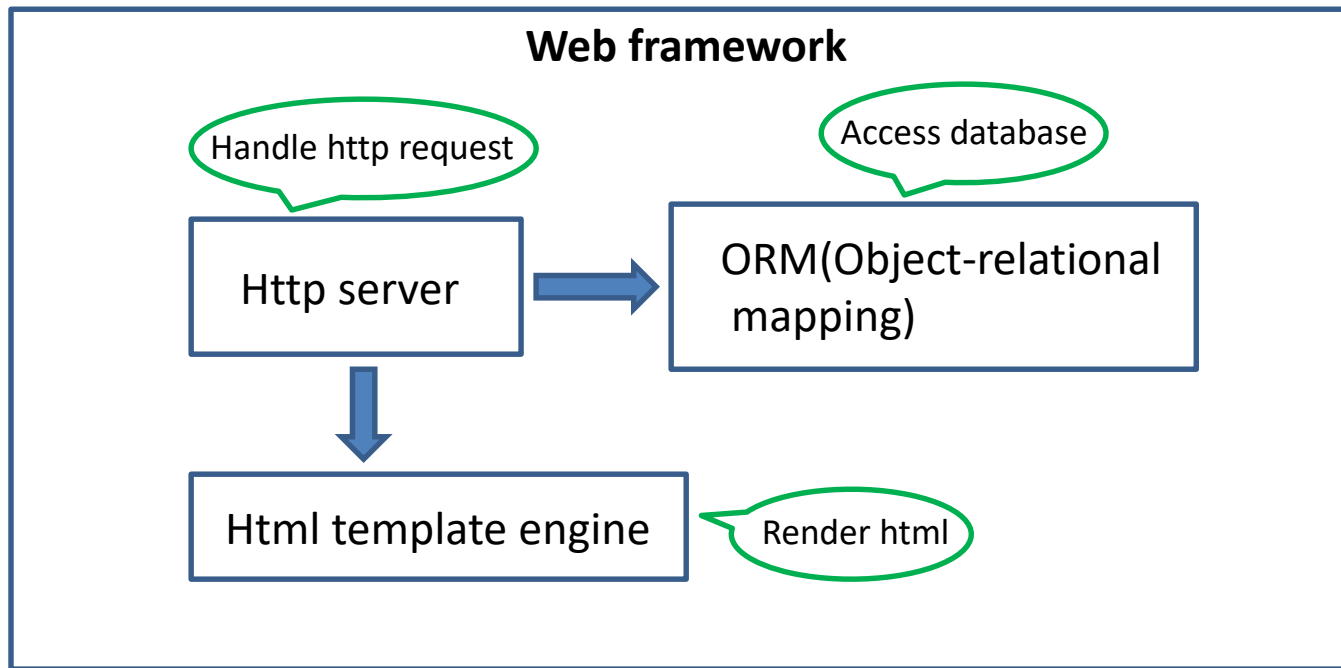 Web framework
Handle http request
Access database
Http server
ORM(Object-relational
mapping)
Html template engine
Render html